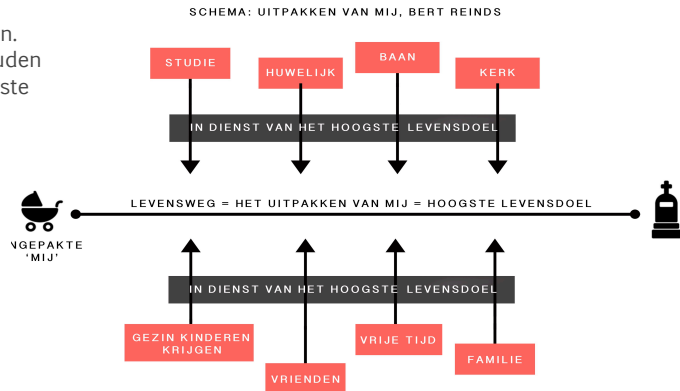 SCHEMA: UITPAKKEN VAN MIJ, BERT REINDS
n.
uden
ste
STUDIE
HUWELIJK
BAAN
KERK
IN DIENST VAN HET HOOGSTE LEVENSDOEL
LEVENSWEG = HET UITPAKKEN VAN MIJ = HOOGSTE LEVENSDOEL
NGEPAKTE
'MIJ'
IN DIENST VAN HET HOOGSTE LEVENSDOEL
GEZIN KINDEREN
KRIJGEN
VRIENDEN
VRIJE TIJD
FAMILIE